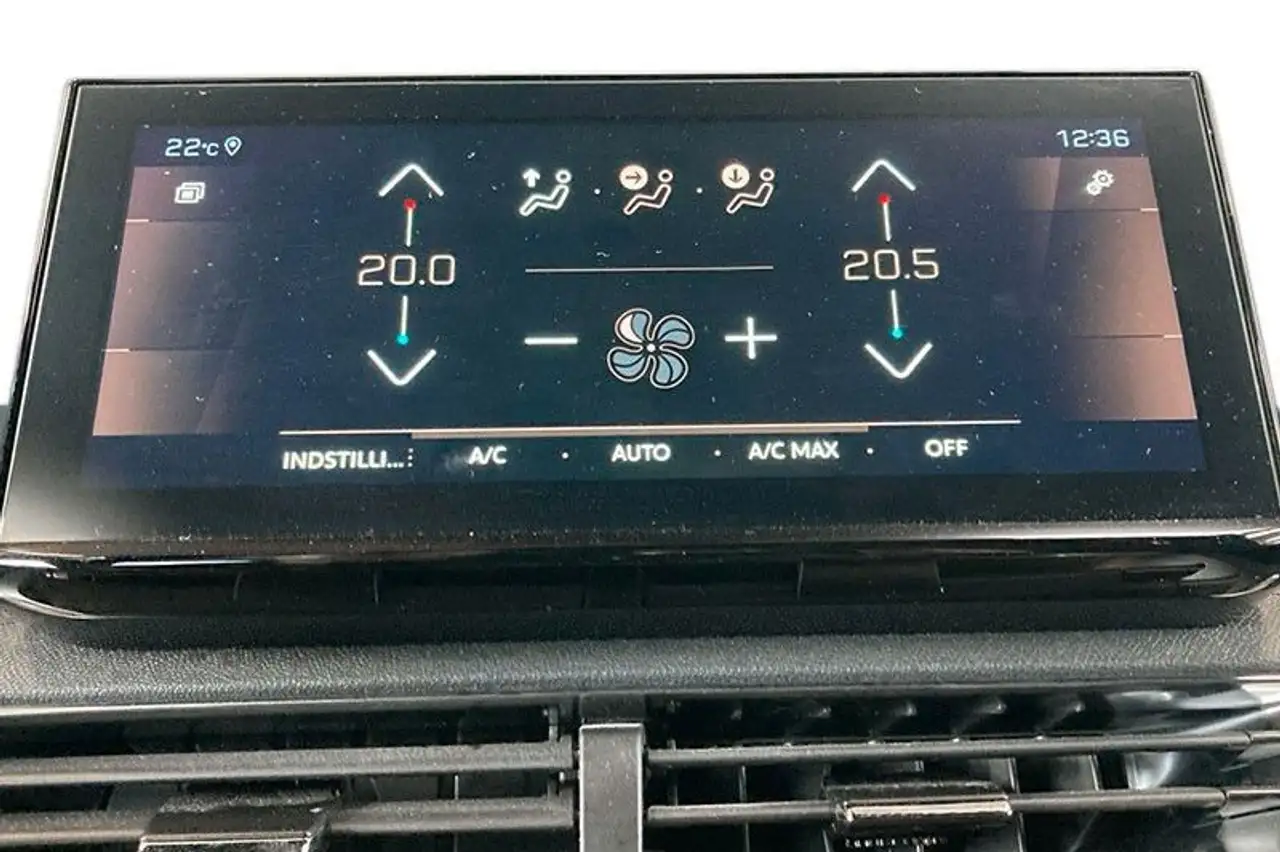 22°C 12:36
20.0 20.5
INDSTILLI... A/C AUTO A/C MAX OFF